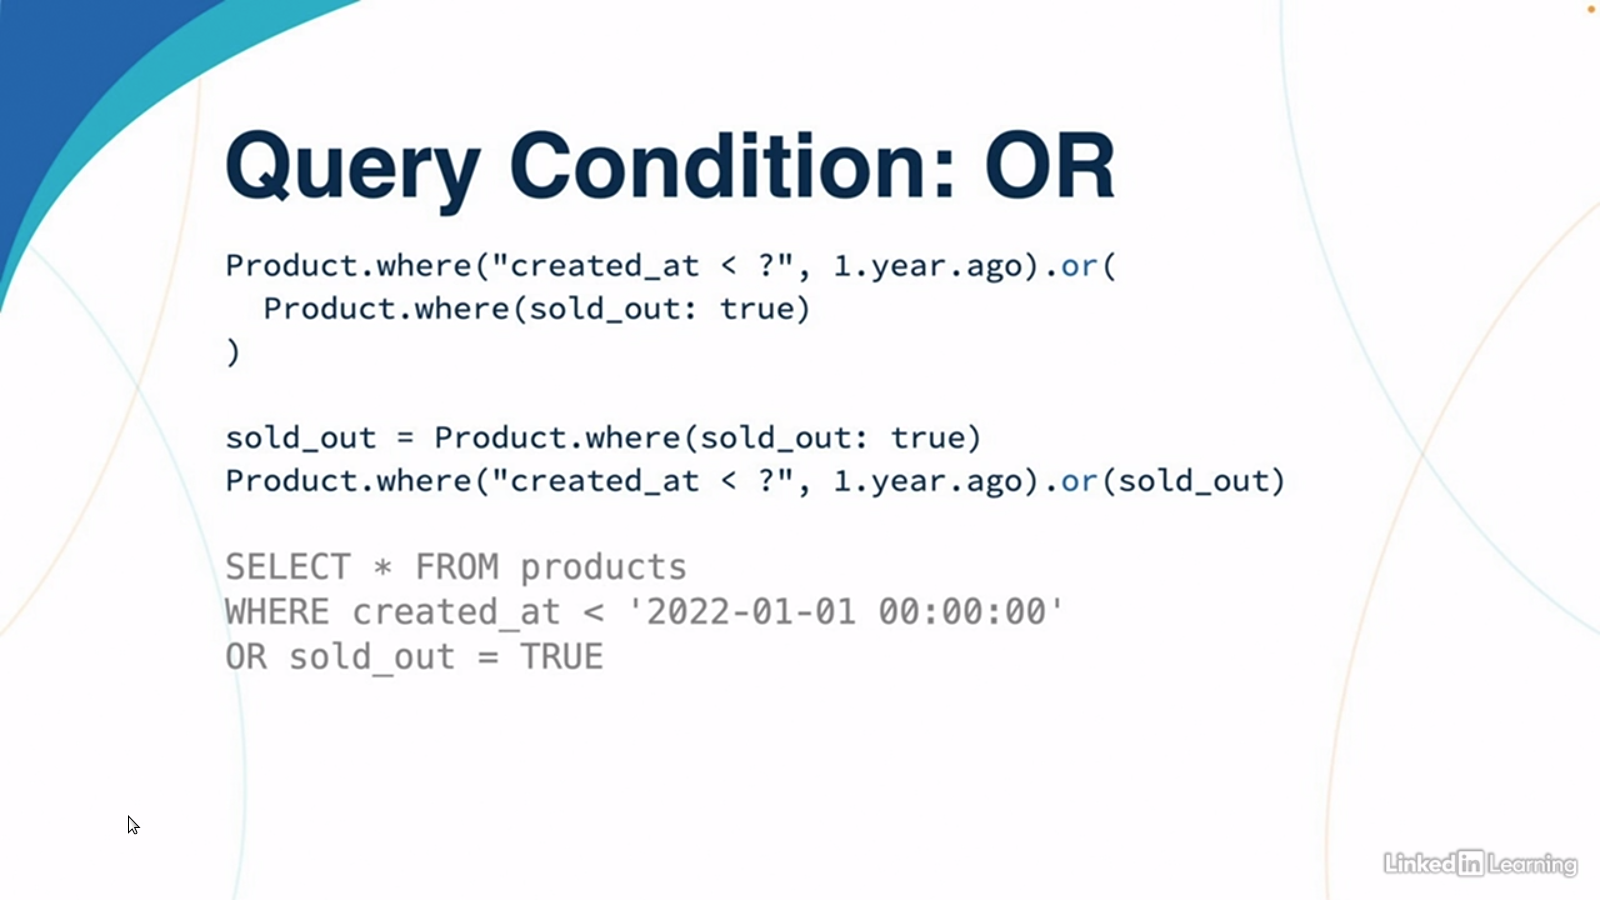 Query Condition: OR
Product.where("created_at < ?", 1.year.ago).or(
  Product.where(sold_out: true)
)
sold_out = Product.where(sold_out: true)
Product.where("created_at < ?", 1.year.ago).or(sold_out)
SELECT * FROM products
WHERE created_at < '2022-01-01 00:00:00'
OR sold_out = TRUE
Linked in Learning